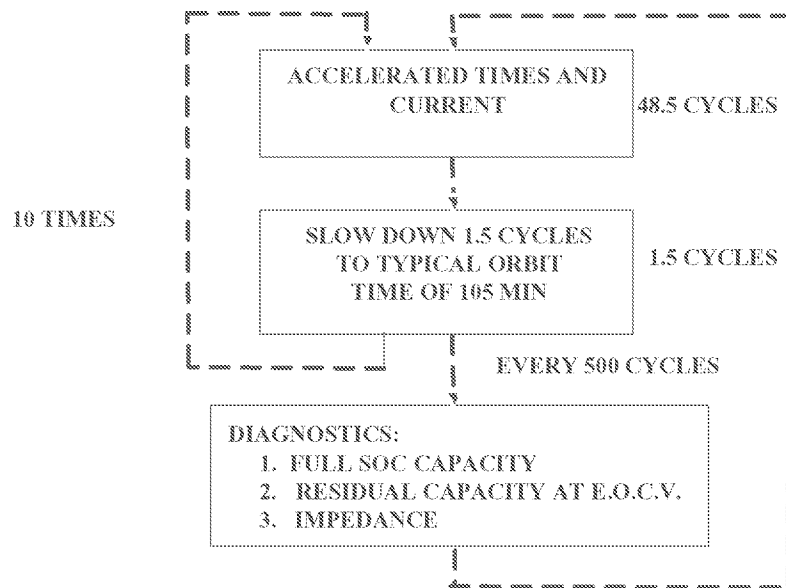 ACCELERATED TIMES AND
CURRENT
48.5 CYCLES
10 TIMES
SLOW DOWN 1.5 CYCLES
TO TYPICAL ORBIT
TIME OF 105 MIN
1.5 CYCLES
EVERY 500 CYCLES
DIAGNOSTICS:
1. FULL SOC CAPACITY
2. RESIDUAL CAPACITY AT E.O.C.V.
3. IMPEDANCE